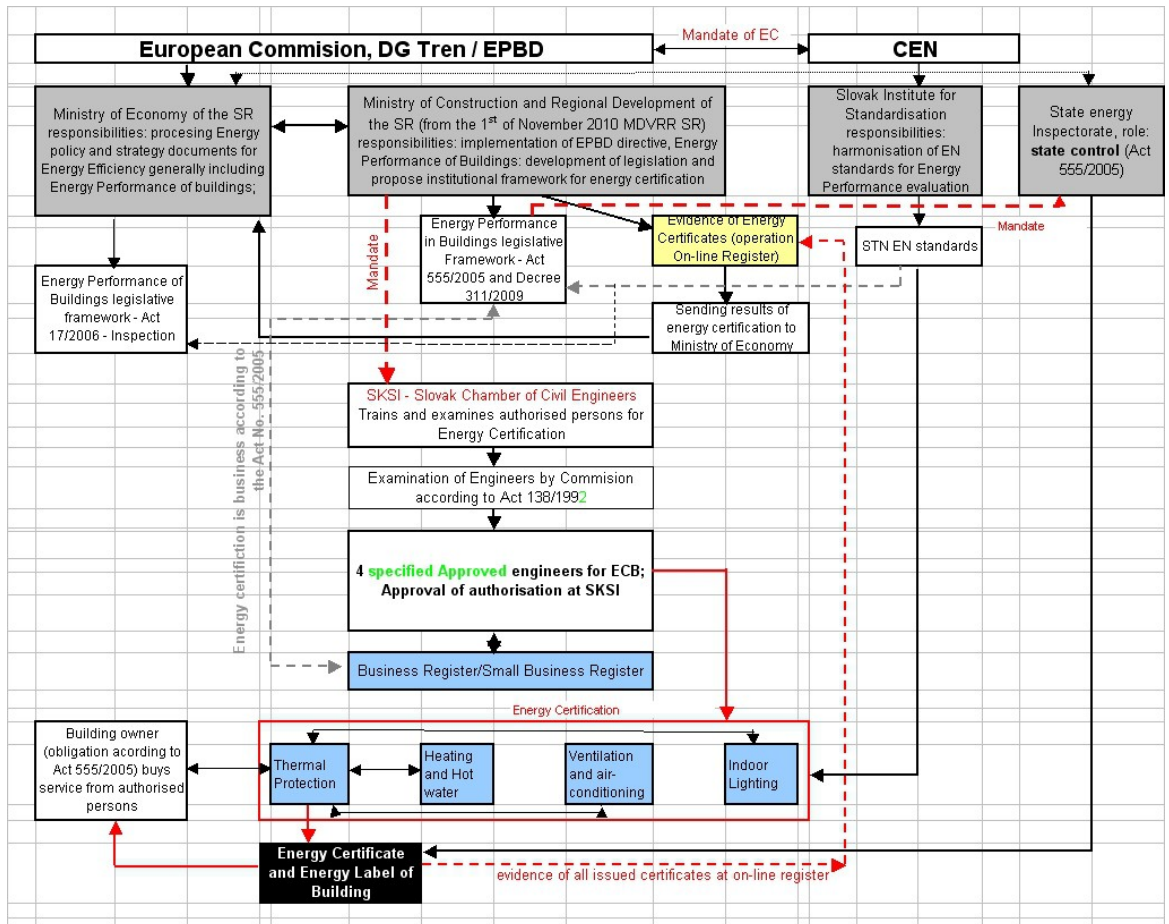 Mandate of EC
European Commision, DG Tren / EPBD
CEN
Ministry of Economy of the SR
responsibilities: procesing Energy
policy and strategy documents for
Energy Efficiency generally including
Energy Performance of buildings;
Ministry of Construction and Regional Development of
the SR (from the 1st of November 2010 MDVRR SR)
responsibilities: implementation of EPBD directive, Energy
Performance of Buildings: development of legislation and
propose institutional framework for energy certification
Slovak Institute for
Standardisation
responsibilities:
harmonisation of EN
standards for Energy
Performance evaluation
State energy
Inspectorate, role:
state control (Act
555/2005)
Mandate
Energy Performance
in Buildings legislative
Framework - Act
555/2005 and Decree
311/2009
Evidence of Energy
Certificates (operation
On-line Register)
STN EN standards
Mandate
Energy Performance of
Buildings legislative
framework - Act
17/2006 - Inspection
Sending results of
energy certification to
Ministry of Economy
Energy certifiction is business according to
the Act No. 555/2005
SKSI - Slovak Chamber of Civil Engineers
Trains and examines authorised persons for
Energy Certification
Examination of Engineers by Commision
according to Act 138/1992
4 specified Approved engineers for ECB;
Approval of authorisation at SKSI
Business Register/Small Business Register
Energy Certification
Building owner
(obligation acording to
Act 555/2005) buys
service from authorised
persons
Thermal
Protection
Heating
and Hot
water
Ventilation
and air-
conditioning
Indoor
Lighting
Energy Certificate
and Energy Label of
Building
evidence of all issued certificates at on-line register